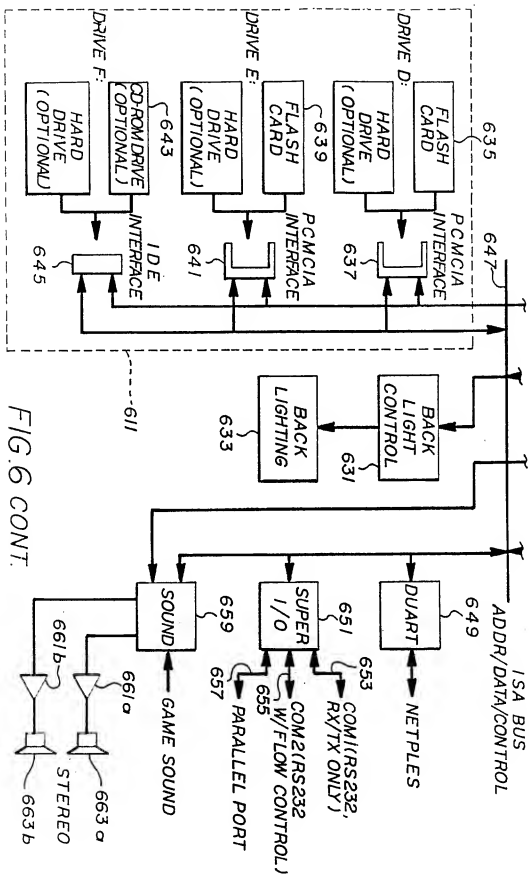 635
FLASH
CARD
HARD
DRIVE
(OPTIONAL)
DRIVE D:
PCMCIA
INTERFACE
637
639
FLASH
CARD
HARD
DRIVE
(OPTIONAL)
DRIVE E:
PCMCIA
INTERFACE
641
643
CD-ROM DRIVE
(OPTIONAL)
HARD
DRIVE
(OPTIONAL)
DRIVE F:
IDE
INTERFACE
645
647
611
BACK
LIGHT
CONTROL
631
BACK
LIGHTING
633
ISA BUS
ADDR/DATA/CONTROL
649
DUART
NETPLES
651
SUPER
I/O
653
COM1(RS232,
RX/TX ONLY)
655
COM2(RS232
W/FLOW CONTROL)
657
PARALLEL PORT
659
SOUND
GAME SOUND
661a
661b
663a
663b
STEREO
FIG.6 CONT.